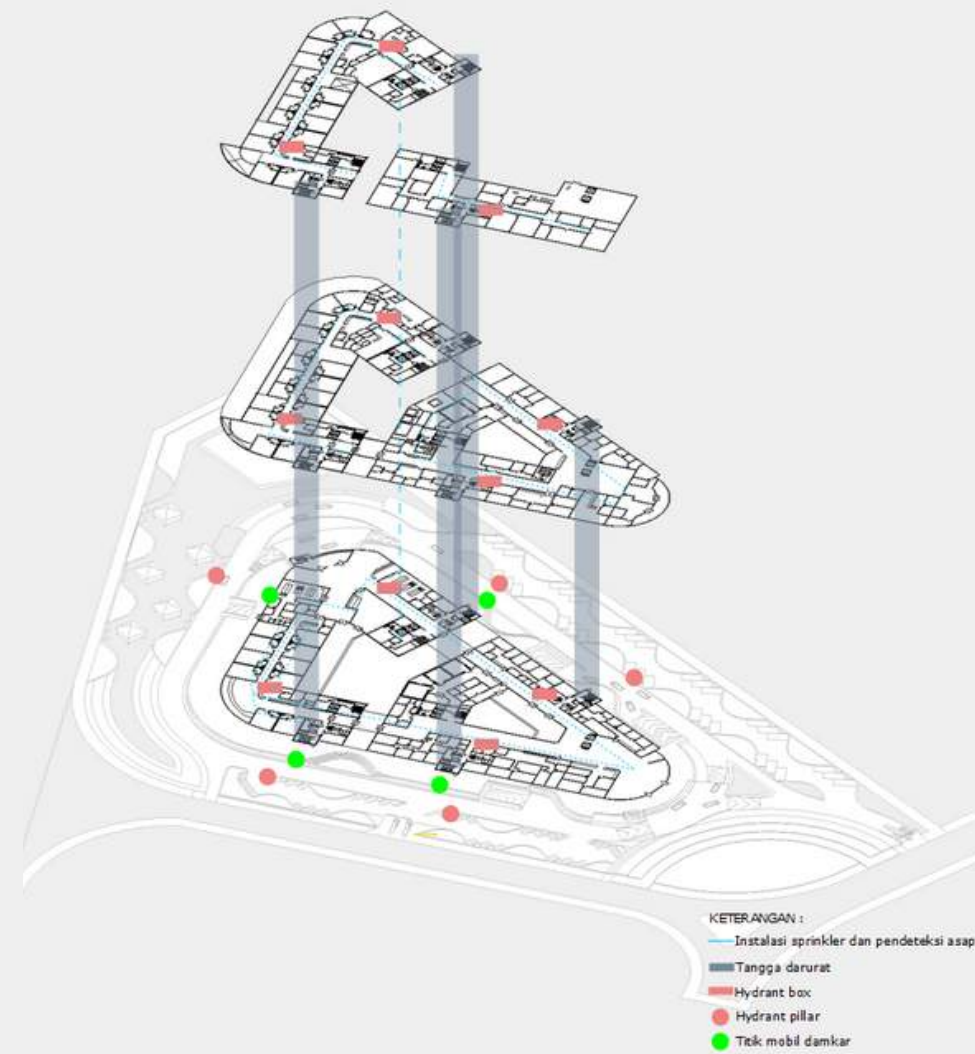 KETERANGAN :
Instalasi sprinkler dan pendeteksi asap
Tangga darurat
Hydrant box
Hydrant pillar
Titik mobil damkar